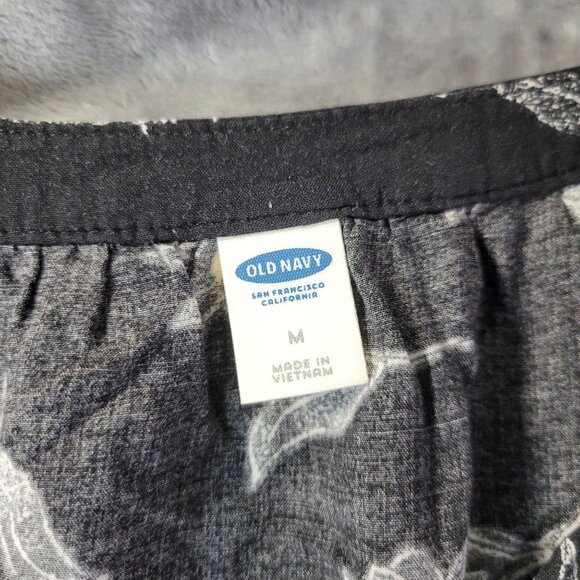 OLD NAVY
SAN FRANCISCO
CALIFORNIA
M
MADE IN
VIETNAM